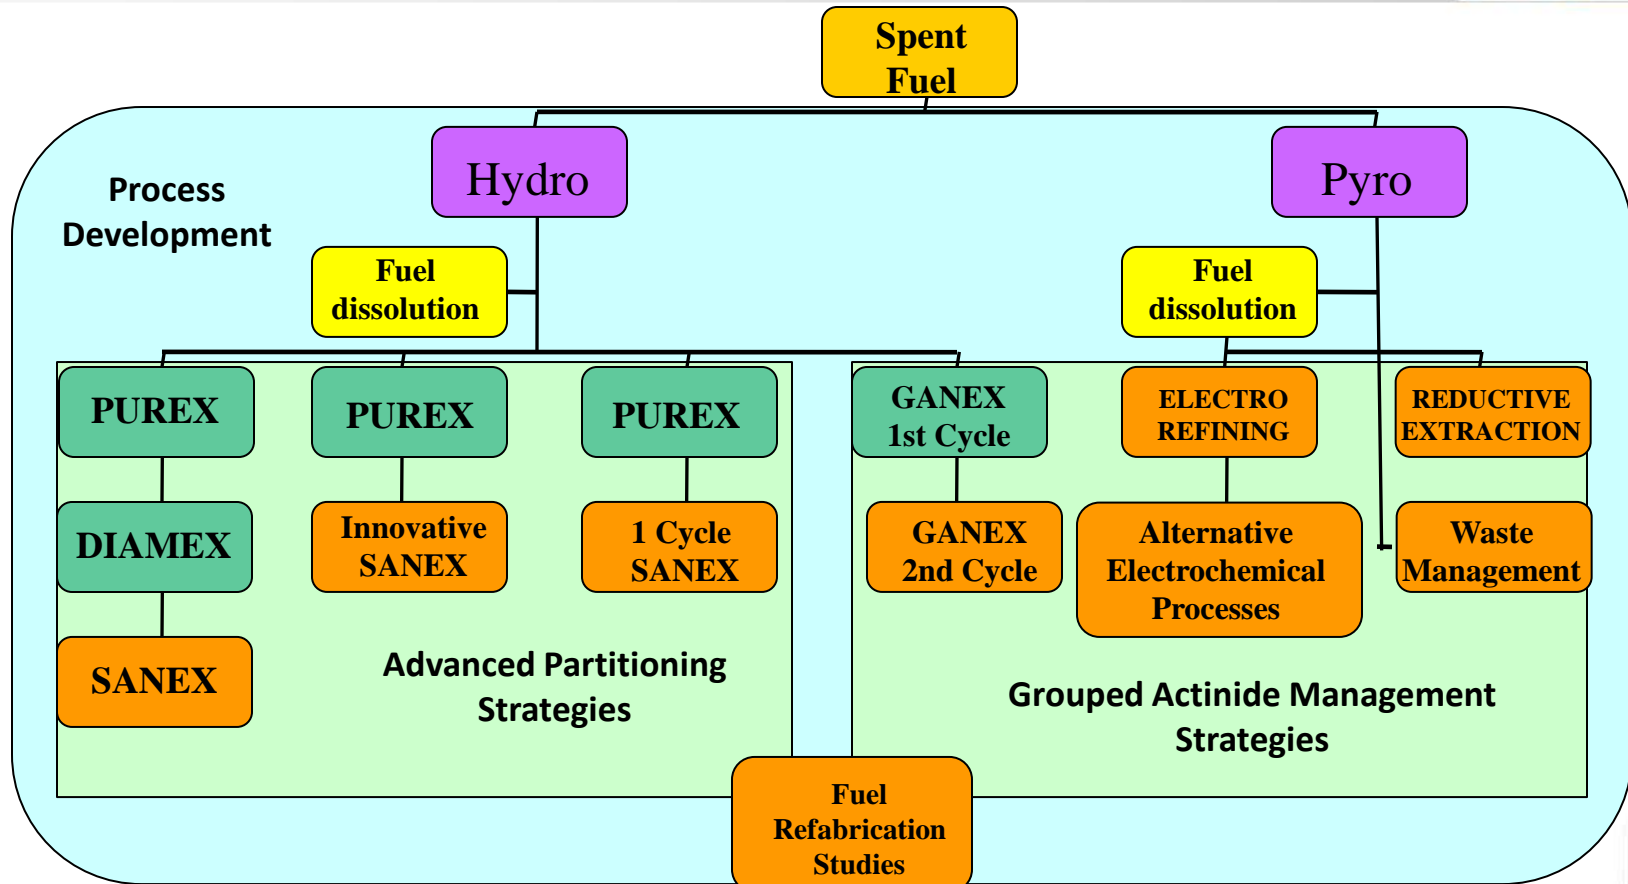 Spent
Fuel
Hydro
Pyro
Process
Development
Fuel
dissolution
Fuel
dissolution
PUREX
PUREX
PUREX
GANEX
1st Cycle
ELECTRO
REFINING
REDUCTIVE
EXTRACTION
DIAMEX
Innovative
SANEX
1 Cycle
SANEX
GANEX
2nd Cycle
Alternative
Electrochemical
Processes
Waste
Management
SANEX
Advanced Partitioning
Strategies
Grouped Actinide Management
Strategies
Fuel
Refabrication
Studies